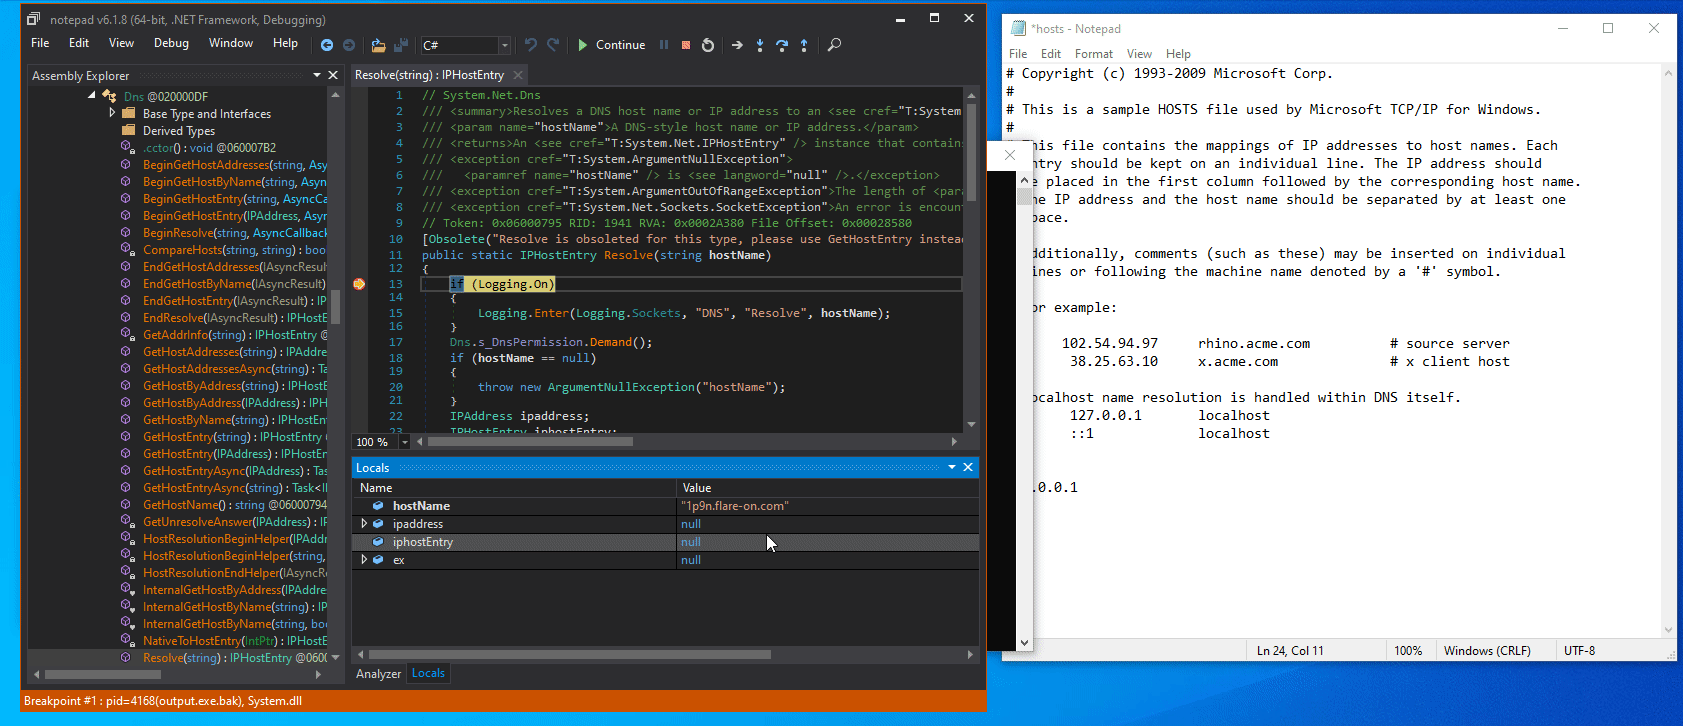 notepad v6.1.8 (64-bit, .NET Framework, Debugging)
File Edit View Debug Window Help C# Continue
Assembly Explorer
Dns @020000DF
Base Type and Interfaces
Derived Types
.cctor() : void @060007B2
BeginGetHostAddresses(string, Asy
BeginGetHostByName(string, Asyn
BeginGetHostEntry(string, AsyncCa
BeginGetHostEntry(IPAddress, Asyr
BeginResolve(string, AsyncCallback
CompareHosts(string, string) : boo
EndGetHostAddresses(IAsyncResul
EndGetHostByName(IAsyncResult)
EndGetHostEntry(IAsyncResult) : IP
EndResolve(IAsyncResult) : IPHostE
GetAddrInfo(string) : IPHostEntry @
GetHostAddresses(string) : IPAddre
GetHostAddressesAsync(string) : Ta
GetHostByAddress(string) : IPHostE
GetHostByAddress(IPAddress) : IPH
GetHostByName(string) : IPHostEnt
GetHostEntry(string) : IPHostEntry @
GetHostEntry(IPAddress) : IPHostEn
GetHostEntryAsync(IPAddress) : Tas
GetHostEntryAsync(string) : Task<IP
GetHostName() : string @06000794
GetUnresolveAnswer(IPAddress) : IP
HostResolutionBeginHelper(IPAddr
HostResolutionBeginHelper(string,
HostResolutionEndHelper(IAsyncRe
InternalGetHostByAddress(IPAddre
InternalGetHostByName(string) : IP
InternalGetHostByName(string, boo
NativeToHostEntry(IntPtr) : IPHostE
Resolve(string) : IPHostEntry @0600
Resolve(string) : IPHostEntry
1 // System.Net.Dns
2 /// <summary>Resolves a DNS host name or IP address to an <see cref="T:System
3 /// <param name="hostName">A DNS-style host name or IP address.</param>
4 /// <returns>An <see cref="T:System.Net.IPHostEntry" /> instance that contain
5 /// <exception cref="T:System.ArgumentNullException">
6 ///   <paramref name="hostName" /> is <see langword="null" />.</exception>
7 /// <exception cref="T:System.ArgumentOutOfRangeException">The length of <par
8 /// <exception cref="T:System.Net.Sockets.SocketException">An error is encoun
9 // Token: 0x06000795 RID: 1941 RVA: 0x0002A380 File Offset: 0x00028580
10 [Obsolete("Resolve is obsoleted for this type, please use GetHostEntry instea
11 public static IPHostEntry Resolve(string hostName)
12 {
13 if (Logging.On)
14 {
15 Logging.Enter(Logging.Sockets, "DNS", "Resolve", hostName);
16 }
17 Dns.s_DnsPermission.Demand();
18 if (hostName == null)
19 {
20 throw new ArgumentNullException("hostName");
21 }
22 IPAddress ipaddress;
23 IPHostEntry iphostEntry;
100 %
Locals
Name Value
hostName "1p9n.flare-on.com"
ipaddress null
iphostEntry null
ex null
Analyzer Locals
Breakpoint #1 : pid=4168(output.exe.bak), System.dll
*hosts - Notepad
File Edit Format View Help
# Copyright (c) 1993-2009 Microsoft Corp.
#
# This is a sample HOSTS file used by Microsoft TCP/IP for Windows.
#
his file contains the mappings of IP addresses to host names. Each
ntry should be kept on an individual line. The IP address should
e placed in the first column followed by the corresponding host name.
he IP address and the host name should be separated by at least one
pace.
dditionally, comments (such as these) may be inserted on individual
ines or following the machine name denoted by a '#' symbol.
or example:
102.54.94.97 rhino.acme.com # source server
38.25.63.10 x.acme.com # x client host
ocalhost name resolution is handled within DNS itself.
127.0.0.1 localhost
::1 localhost
.0.0.1
Ln 24, Col 11 100% Windows (CRLF) UTF-8